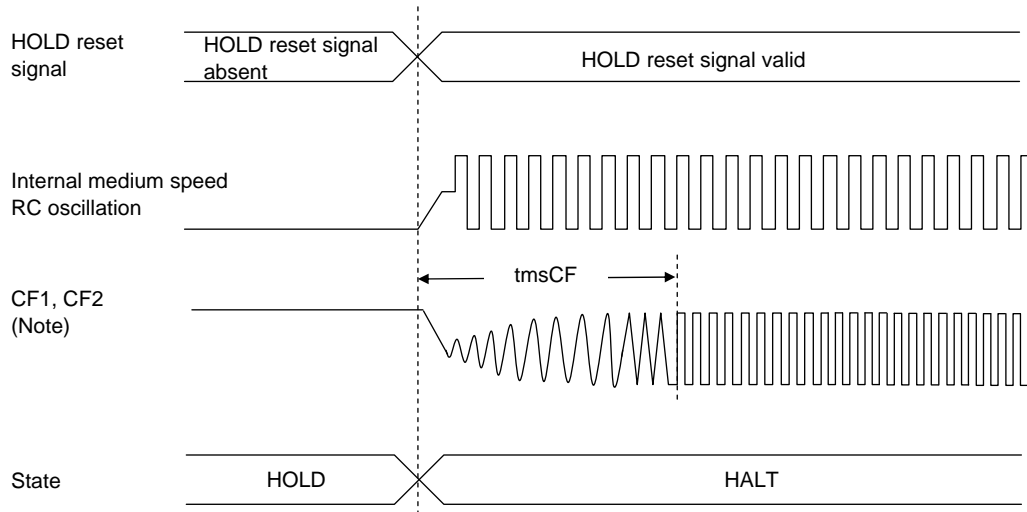 HOLD reset
signal
HOLD reset signal
absent
HOLD reset signal valid
Internal medium speed
RC oscillation
tmsCF
CF1, CF2
(Note)
State
HOLD
HALT